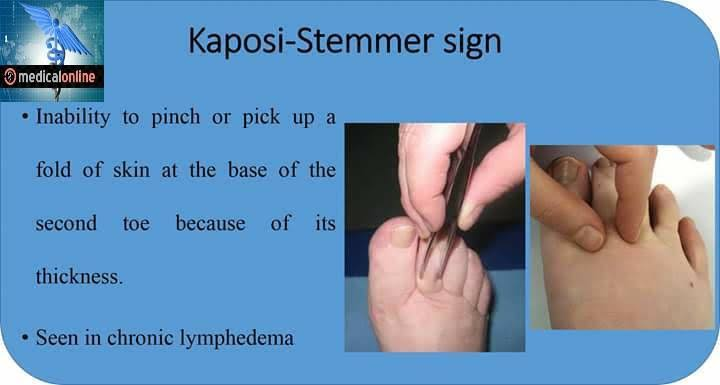 medicalonline
Kaposi-Stemmer sign
• Inability to pinch or pick up a
fold of skin at the base of the
second toe because of its
thickness.
• Seen in chronic lymphedema